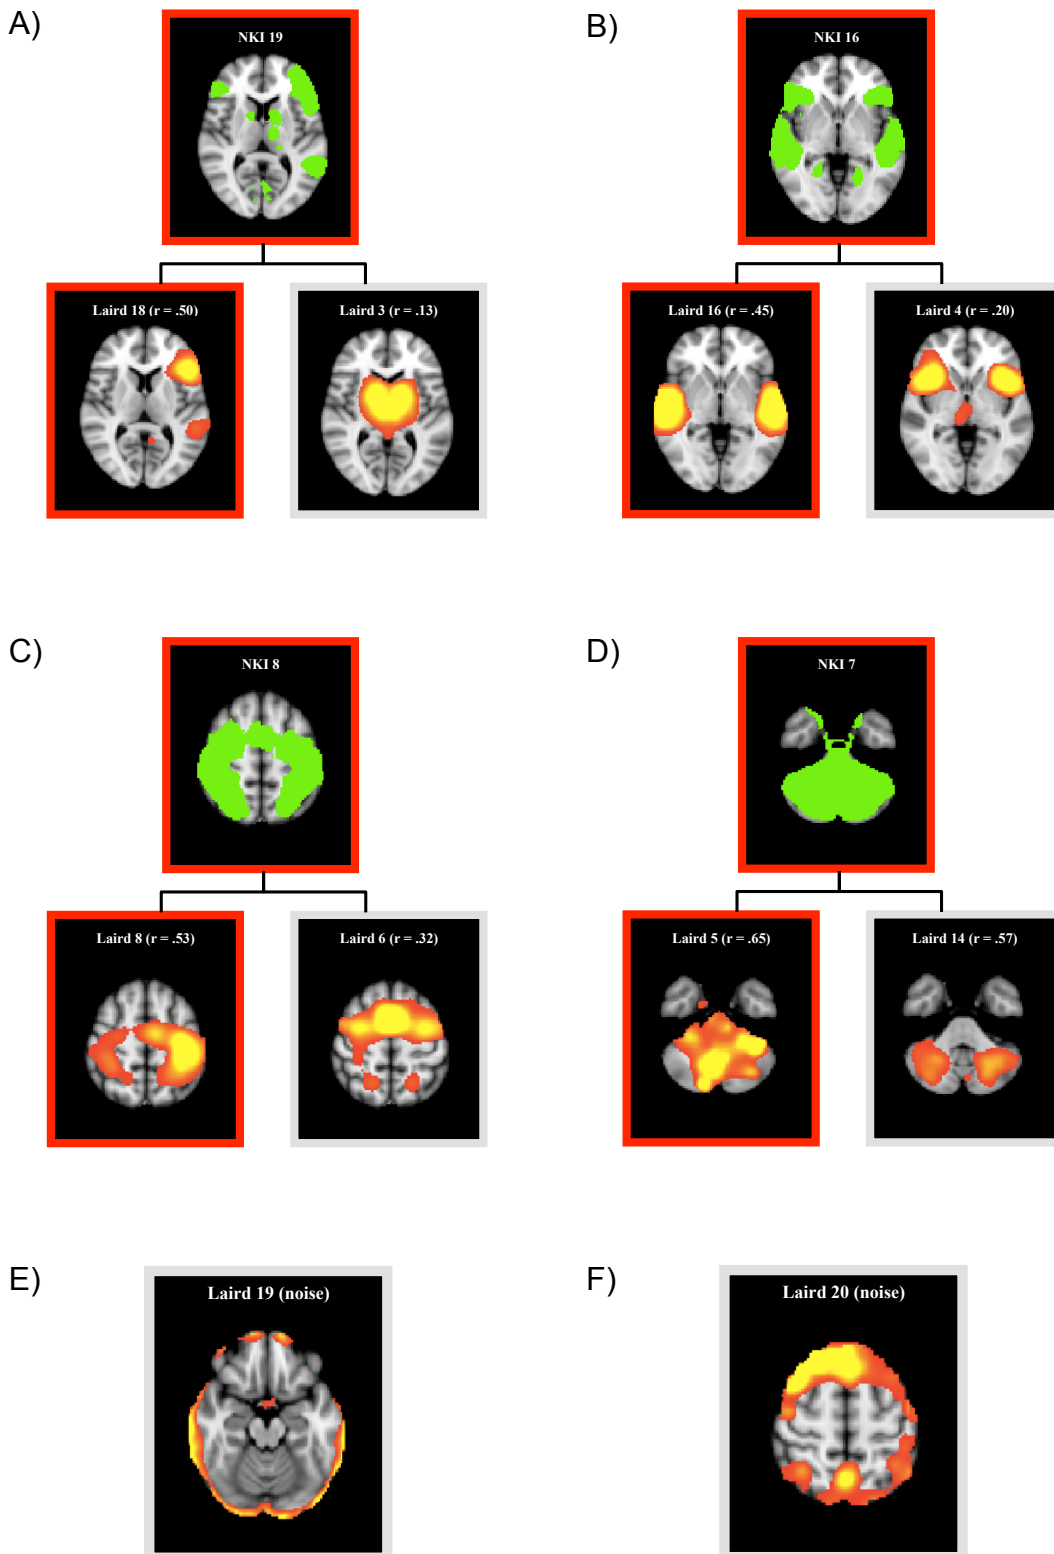 A)
NKI 19
Laird 18 (r = .50)
Laird 3 (r = .13)
B)
NKI 16
Laird 16 (r = .45)
Laird 4 (r = .20)
C)
NKI 8
Laird 8 (r = .53)
Laird 6 (r = .32)
D)
NKI 7
Laird 5 (r = .65)
Laird 14 (r = .57)
E)
Laird 19 (noise)
F)
Laird 20 (noise)